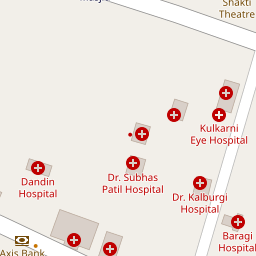 Shakti
Theatre
Kulkarni
Eye Hospital
Dr. Subhas
Patil Hospital
Dandin
Hospital
Dr. Kalburgi
Hospital
Baragi
Hospital
Axis Bank